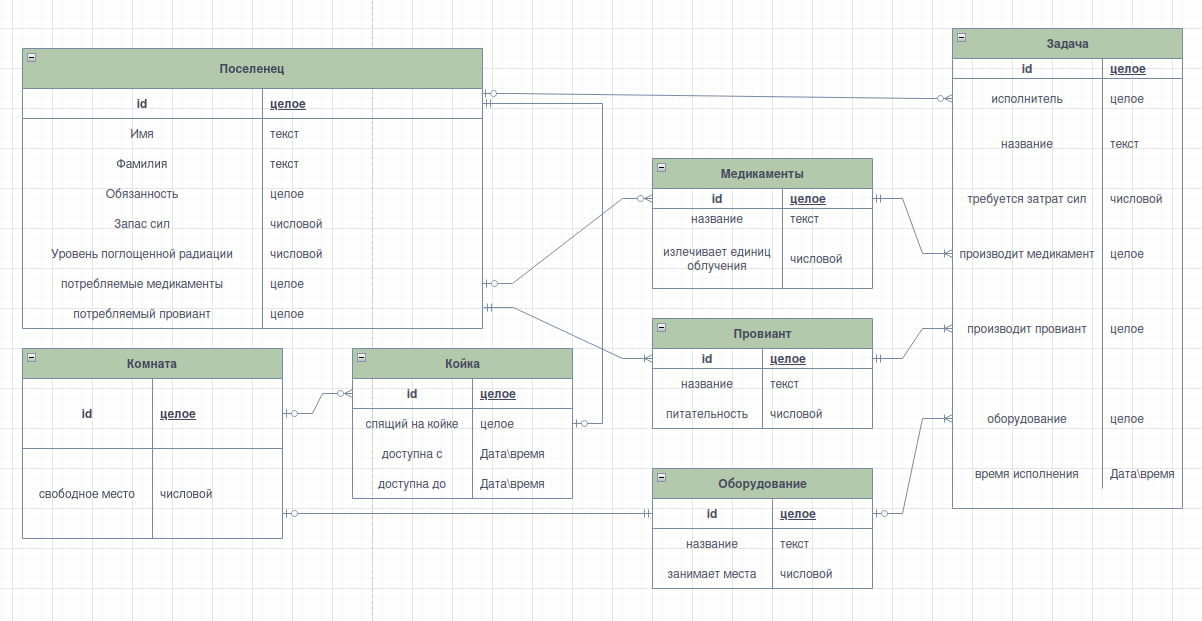 Поселенец
id целое
Имя текст
Фамилия текст
Обязанность целое
Запас сил числовой
Уровень поглощенной радиации числовой
потребляемые медикаменты целое
потребляемый провиант целое
Комната
id целое
свободное место числовой
Койка
id целое
спящий на койке целое
доступна с Дата\время
доступна до Дата\время
Медикаменты
id целое
название текст
излечивает единиц
облучения числовой
Провиант
id целое
название текст
питательность числовой
Оборудование
id целое
название текст
занимает места числовой
Задача
id целое
исполнитель целое
название текст
требуется затрат сил числовой
производит медикамент целое
производит провиант целое
оборудование целое
время исполнения Дата\время